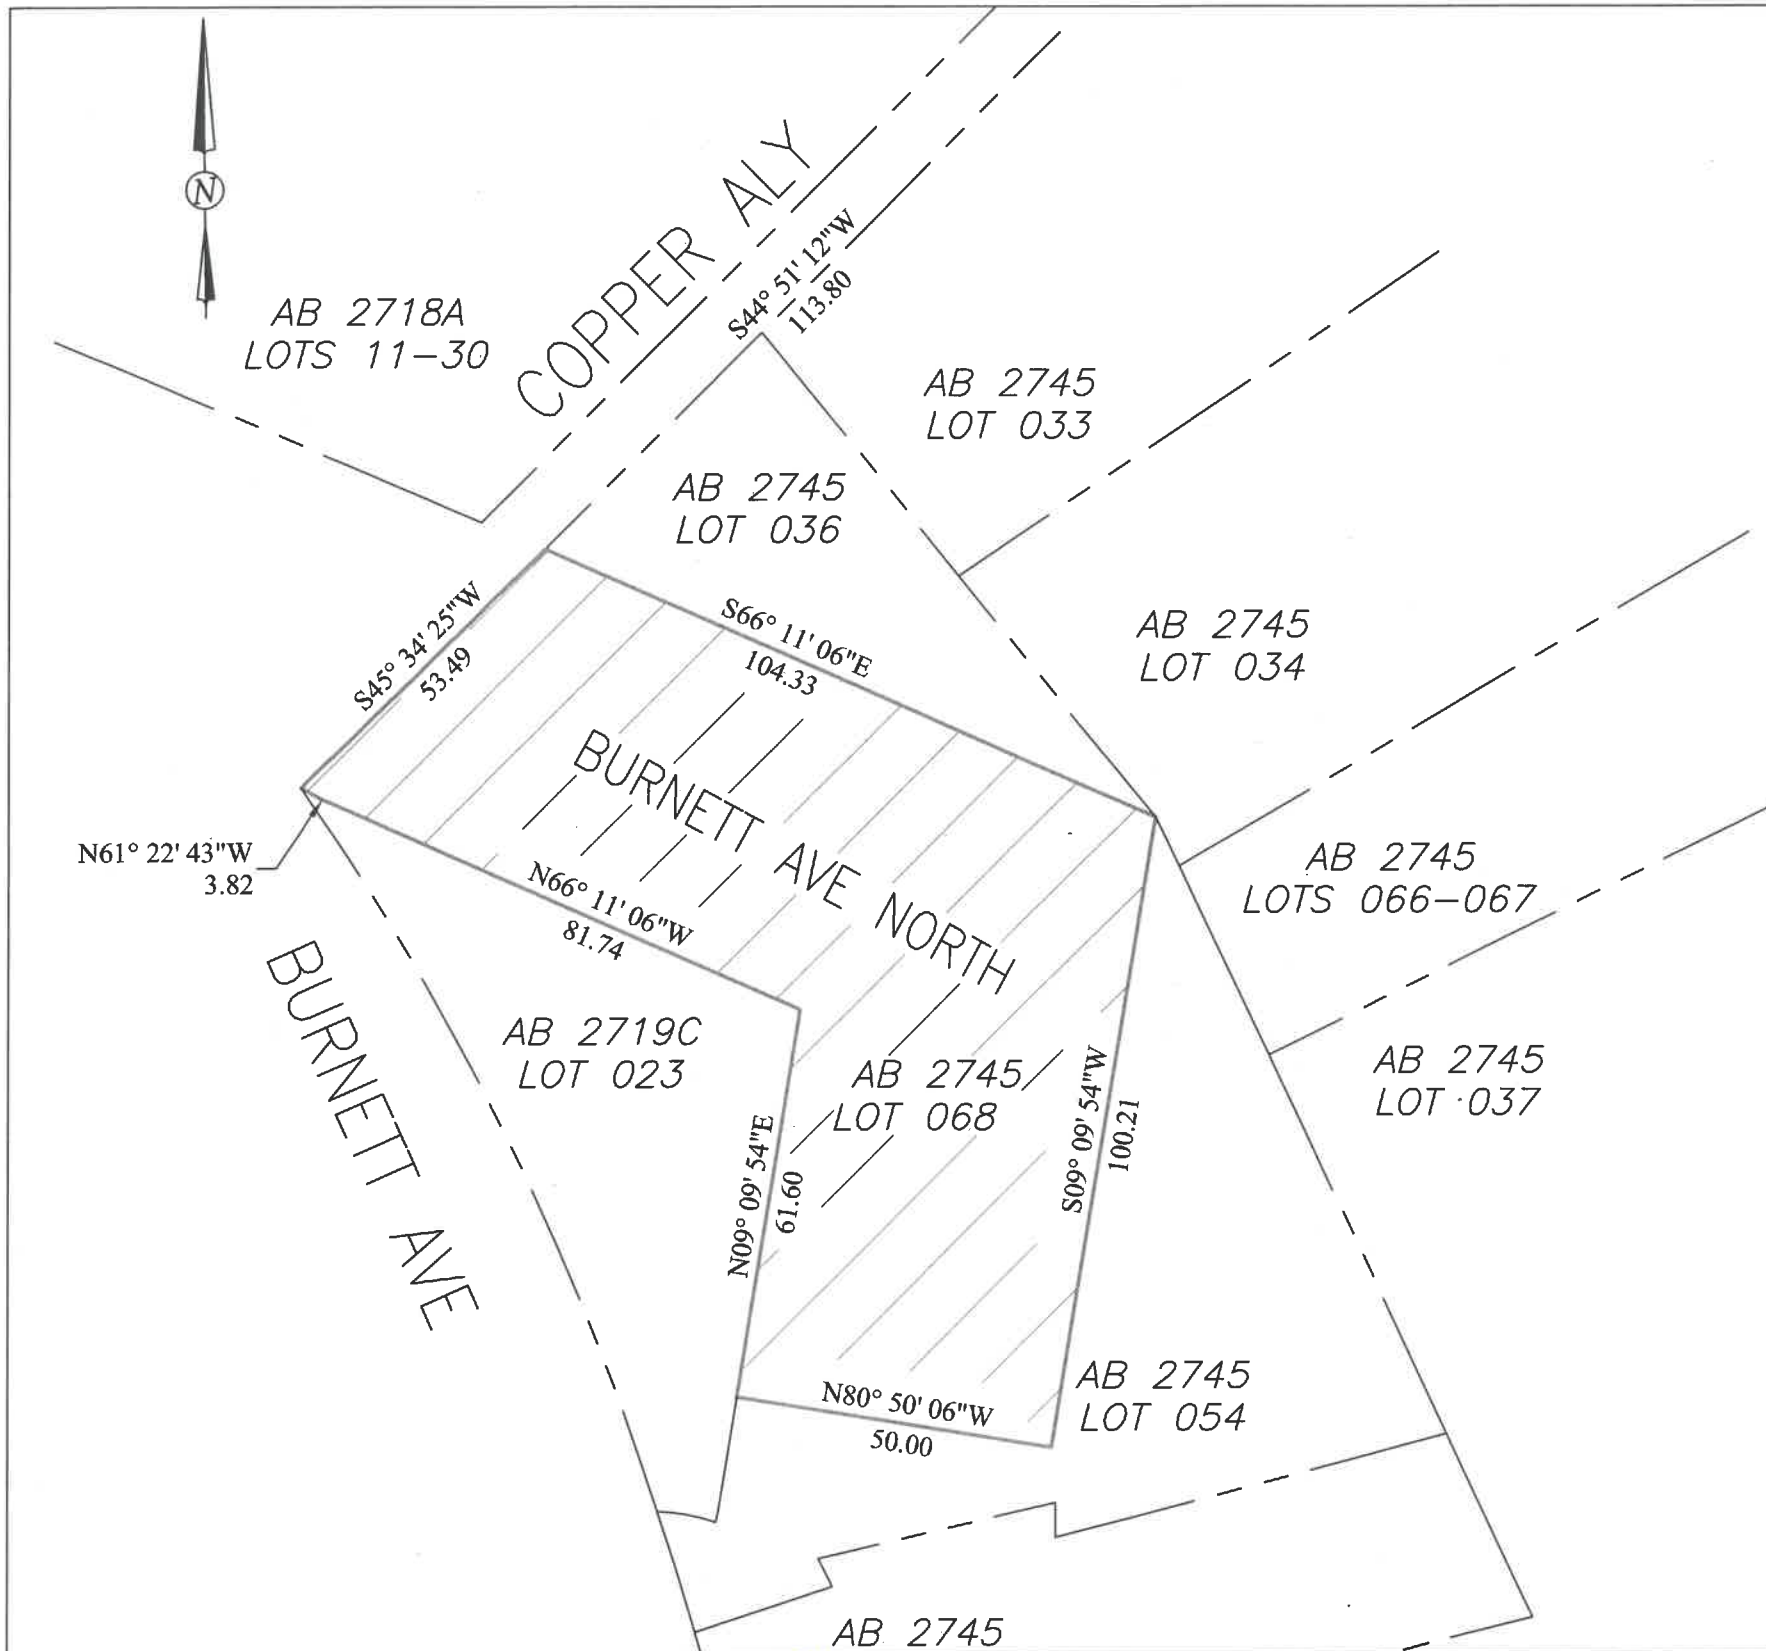 N
COPPER ALY
S44° 51' 12"W
113.80
AB 2718A
LOTS 11-30
AB 2745
LOT 033
AB 2745
LOT 036
S45° 34' 25"W
53.49
S66° 11' 06"E
104.33
AB 2745
LOT 034
BURNETT AVE NORTH
N61° 22' 43"W
3.82
N66° 11' 06"W
81.74
AB 2745
LOTS 066-067
BURNETT AVE
AB 2719C
LOT 023
AB 2745
LOT 068
S09° 09' 54"W
100.21
AB 2745
LOT 037
N09° 09' 54"E
61.60
N80° 50' 06"W
50.00
AB 2745
LOT 054
AB 2745